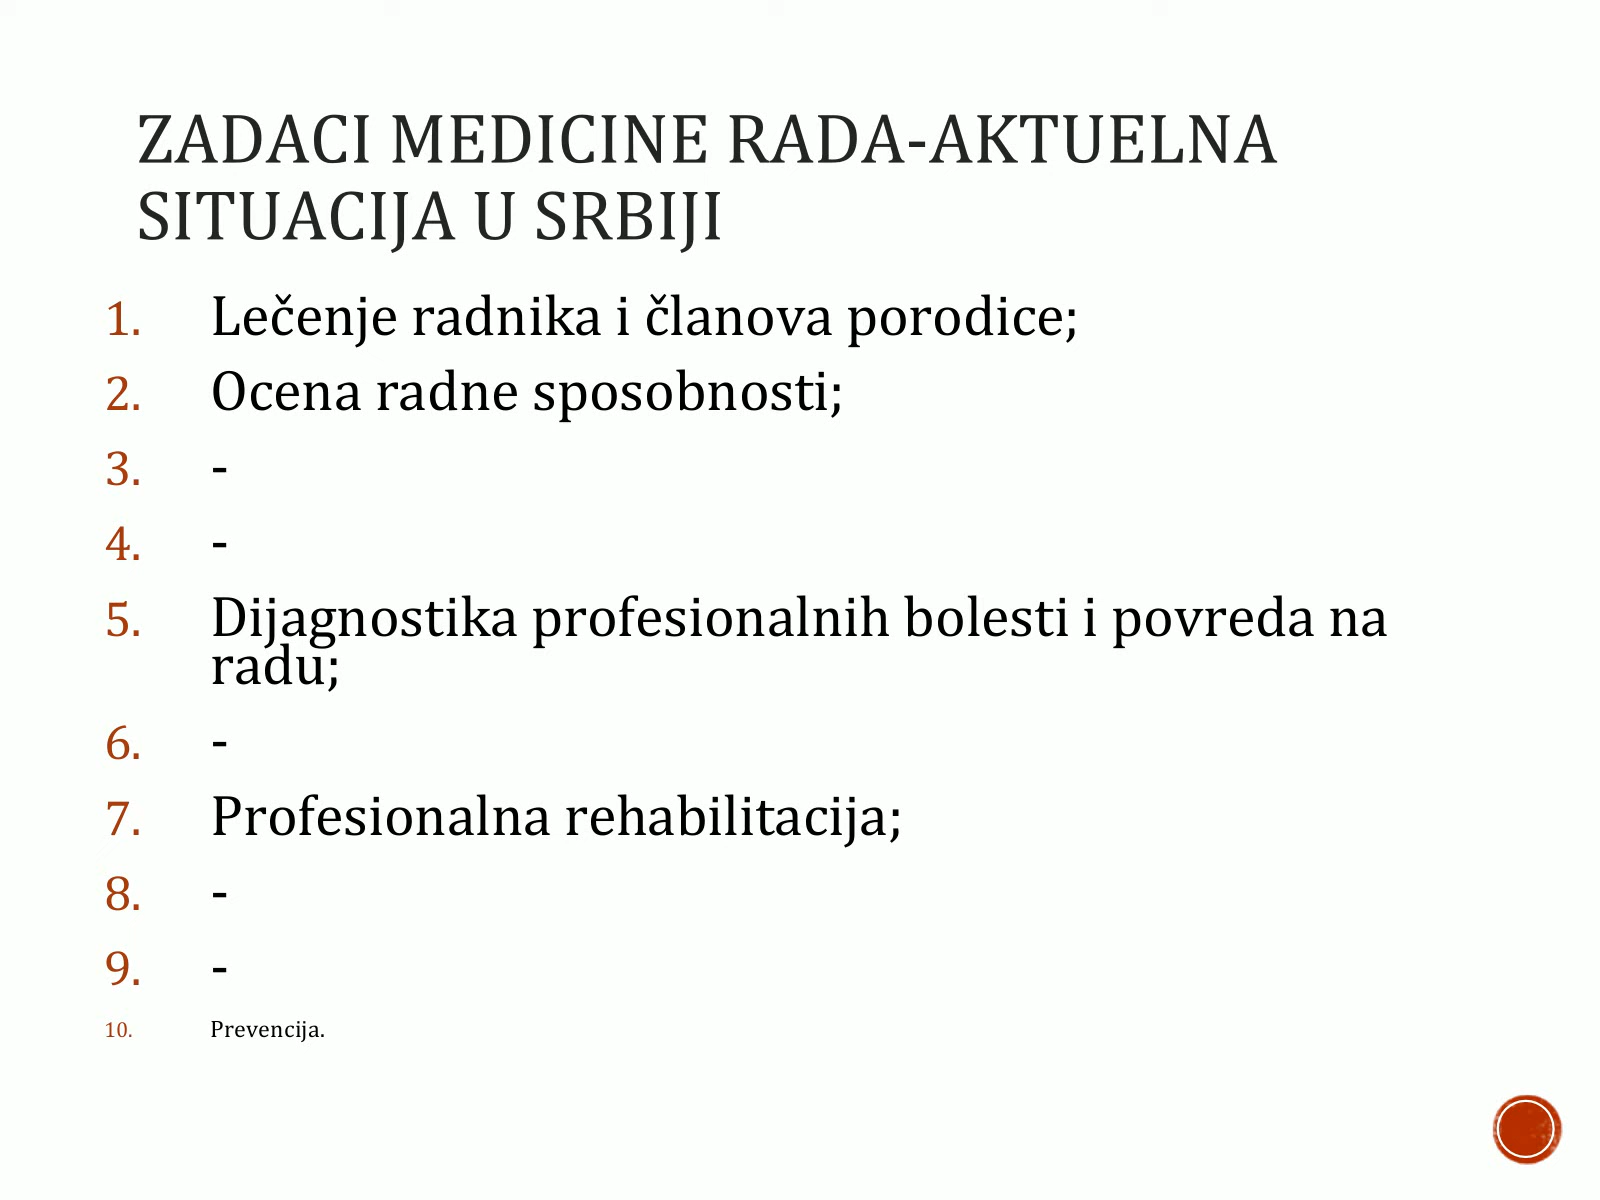 ZADACI MEDICINE RADA-AKTUELNA
SITUACIJA U SRBIJI
1. Lečenje radnika i članova porodice;
2. Ocena radne sposobnosti;
3. -
4. -
5. Dijagnostika profesionalnih bolesti i povreda na
radu;
6. -
7. Profesionalna rehabilitacija;
8. -
9. -
10. Prevencija.